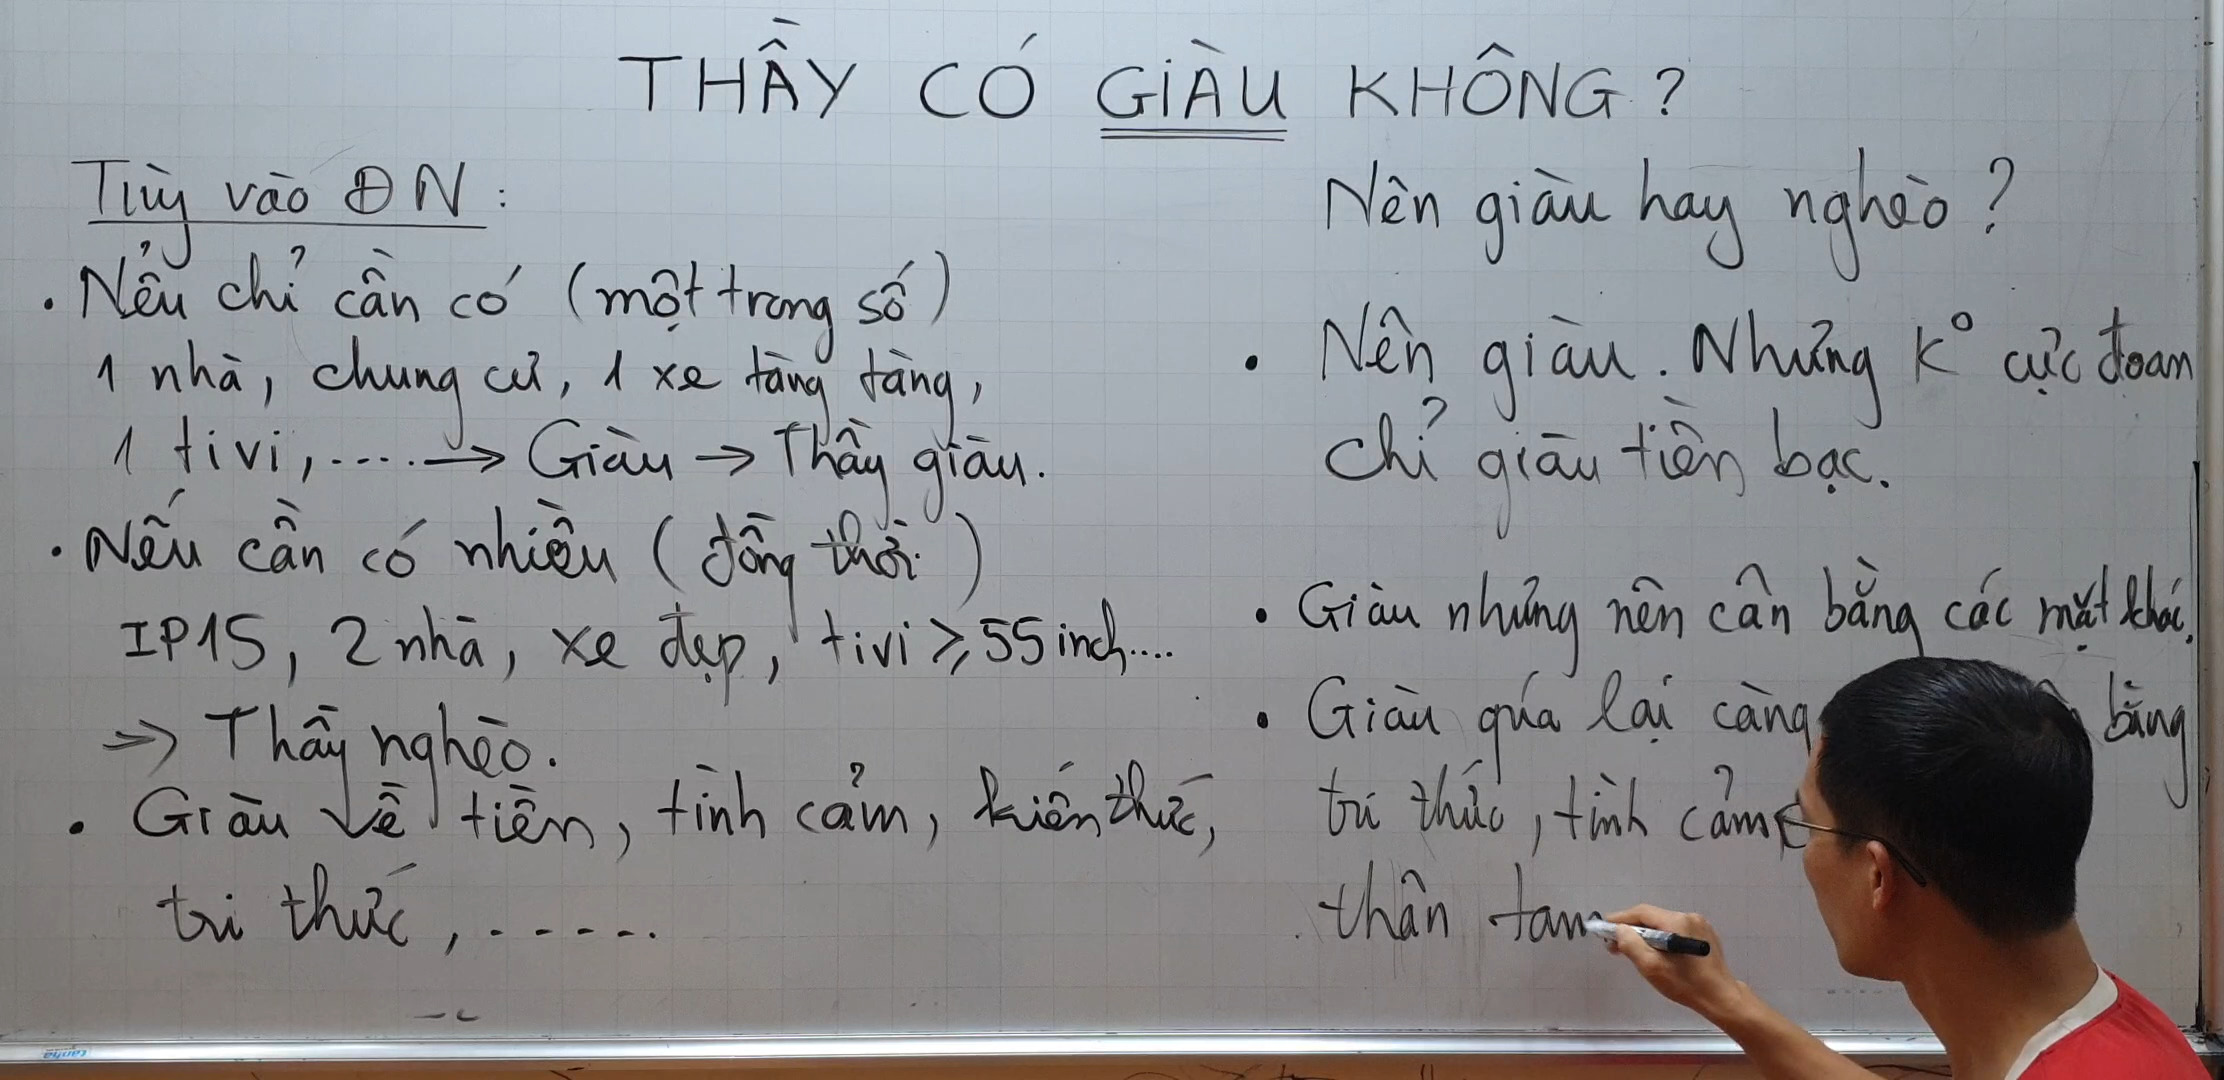 THẦY CÓ GIÀU KHÔNG?
Tùy vào ĐN:
. Nếu chỉ cần có (một trong số)
1 nhà, chung cư, 1 xe tàng tàng,
1 tivi, ..... → Giàu → Thầy giàu.
. Nếu cần có nhiều (đồng thời)
IP15, 2 nhà, xe đẹp, tivi ≥ 55 inch....
=> Thầy nghèo.
. Giàu về tiền, tình cảm, kiến thức,
tri thức, ......
Nên giàu hay nghèo?
. Nên giàu. Nhưng K° cực đoan
chỉ giàu tiền bạc.
. Giàu nhưng nên cân bằng các mặt khác.
. Giàu quá lại càng bằng
tri thức, tình cảm
thân tam